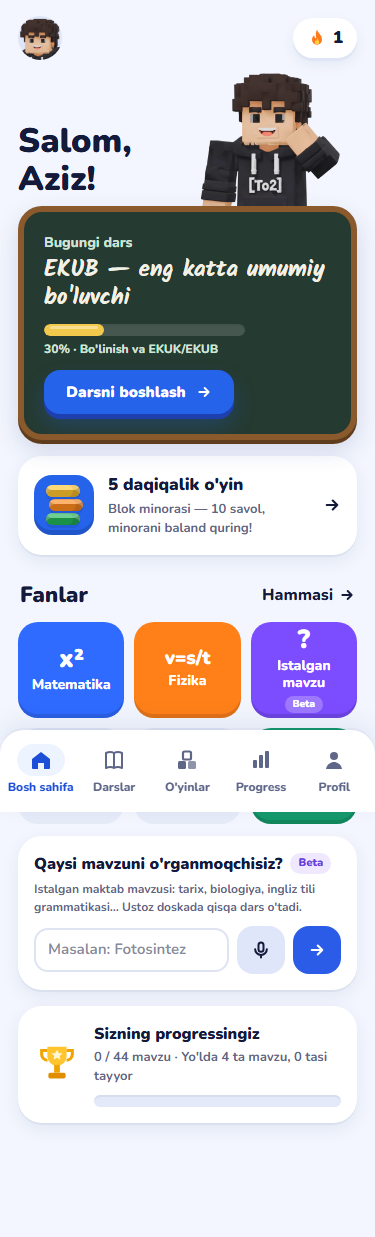 1
Salom,
Aziz!
[To2]
Bugungi dars
EKUB — eng katta umumiy
bo'luvchi
30% · Bo'linish va EKUK/EKUB
Darsni boshlash →
5 daqiqalik o'yin
Blok minorasi — 10 savol,
minorani baland quring!
→
Fanlar
Hammasi →
x²
Matematika
v=s/t
Fizika
?
Istalgan
mavzu
Beta
Bosh sahifa
Darslar
O'yinlar
Progress
Profil
Qaysi mavzuni o'rganmoqchisiz? Beta
Istalgan maktab mavzusi: tarix, biologiya, ingliz tili
grammatikasi... Ustoz doskada qisqa dars o'tadi.
Masalan: Fotosintez
→
Sizning progressingiz
0 / 44 mavzu · Yo'lda 4 ta mavzu, 0 tasi
tayyor